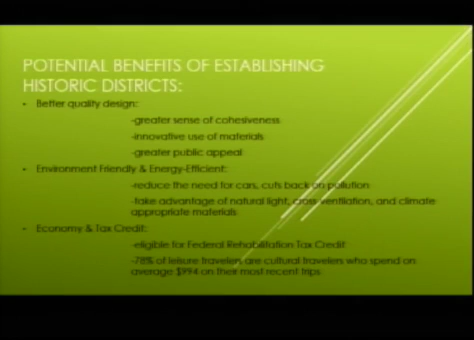 POTENTIAL BENEFITS OF ESTABLISHING
HISTORIC DISTRICTS:
• Better quality design:
-greater sense of cohesiveness
-innovative use of materials
-greater public appeal
• Environment Friendly & Energy-Efficient:
-reduce the need for cars, cuts back on pollution
-take advantage of natural light, cross ventilation, and climate
appropriate materials
• Economy & Tax Credit:
-eligible for Federal Rehabilitation Tax Credit
-78% of leisure travelers are cultural travelers who spend on
average $994 on their most recent trips